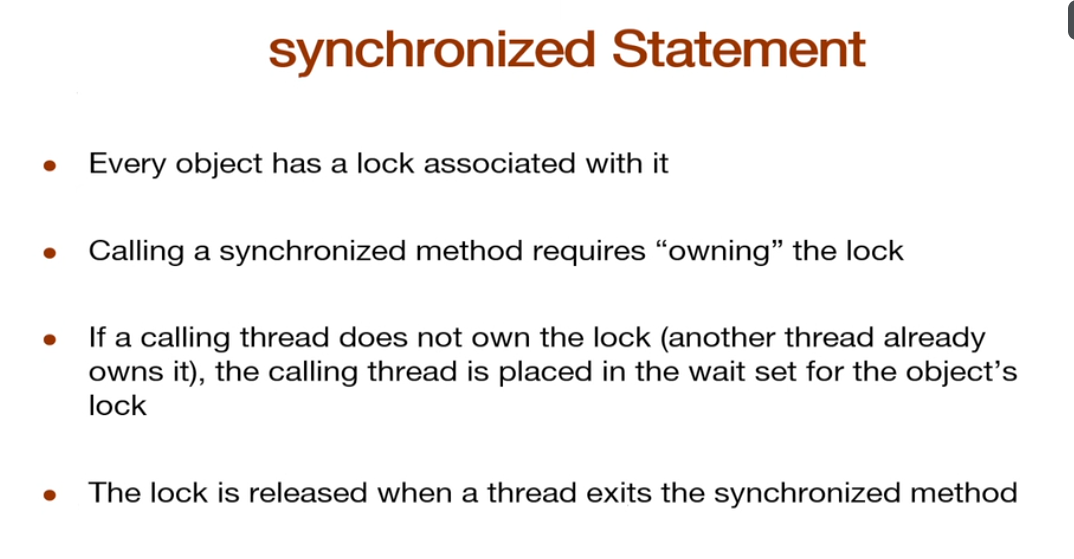 synchronized Statement
• Every object has a lock associated with it
• Calling a synchronized method requires “owning” the lock
• If a calling thread does not own the lock (another thread already
owns it), the calling thread is placed in the wait set for the object’s
lock
• The lock is released when a thread exits the synchronized method